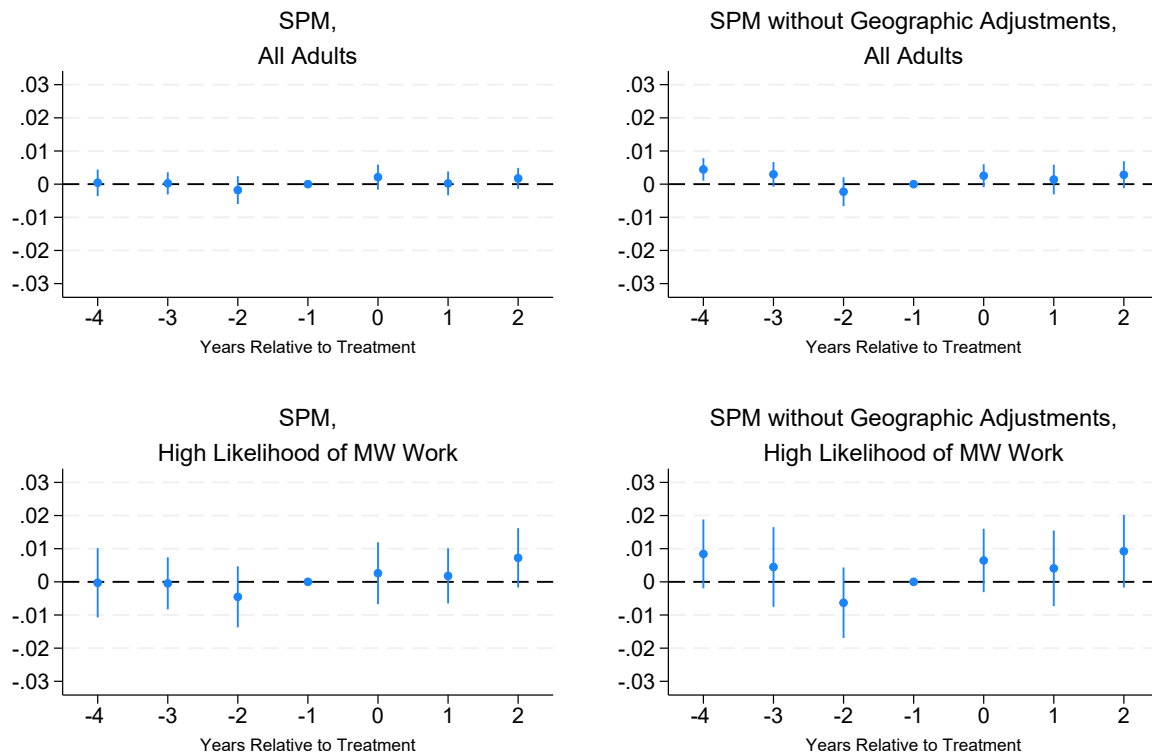 SPM,
All Adults
.03
.02
.01
0
-.01
-.02
-.03
-4 -3 -2 -1 0 1 2
Years Relative to Treatment
SPM without Geographic Adjustments,
All Adults
.03
.02
.01
0
-.01
-.02
-.03
-4 -3 -2 -1 0 1 2
Years Relative to Treatment
SPM,
High Likelihood of MW Work
.03
.02
.01
0
-.01
-.02
-.03
-4 -3 -2 -1 0 1 2
Years Relative to Treatment
SPM without Geographic Adjustments,
High Likelihood of MW Work
.03
.02
.01
0
-.01
-.02
-.03
-4 -3 -2 -1 0 1 2
Years Relative to Treatment